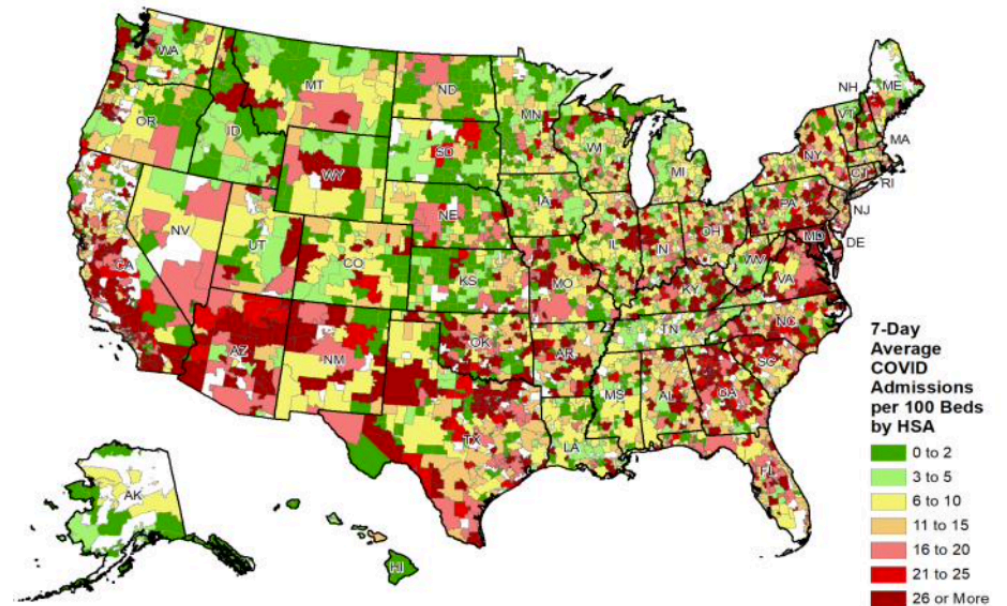 WA
MT
ND
MN
ME
NH
VT
OR
ID
SD
WI
MI
NY
MA
CT
RI
WY
NE
IA
PA
NJ
NV
UT
CO
KS
MO
IL
IN
OH
WV
MD
DE
VA
CA
KY
AZ
NM
OK
AR
TN
NC
SC
TX
LA
MS
AL
GA
FL
AK
HI
7-Day
Average
COVID
Admissions
per 100 Beds
by HSA
0 to 2
3 to 5
6 to 10
11 to 15
16 to 20
21 to 25
26 or More